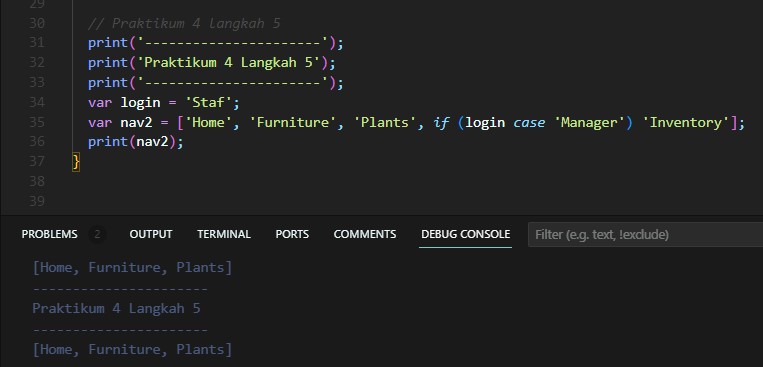 29
30 // Praktikum 4 langkah 5
31 print('----------------------');
32 print('Praktikum 4 Langkah 5');
33 print('----------------------');
34 var login = 'Staf';
35 var nav2 = ['Home', 'Furniture', 'Plants', if (login case 'Manager') 'Inventory'];
36 print(nav2);
37 }
38
39
PROBLEMS 2 OUTPUT TERMINAL PORTS COMMENTS DEBUG CONSOLE Filter (e.g. text, !exclude)
[Home, Furniture, Plants]
----------------------
Praktikum 4 Langkah 5
----------------------
[Home, Furniture, Plants]